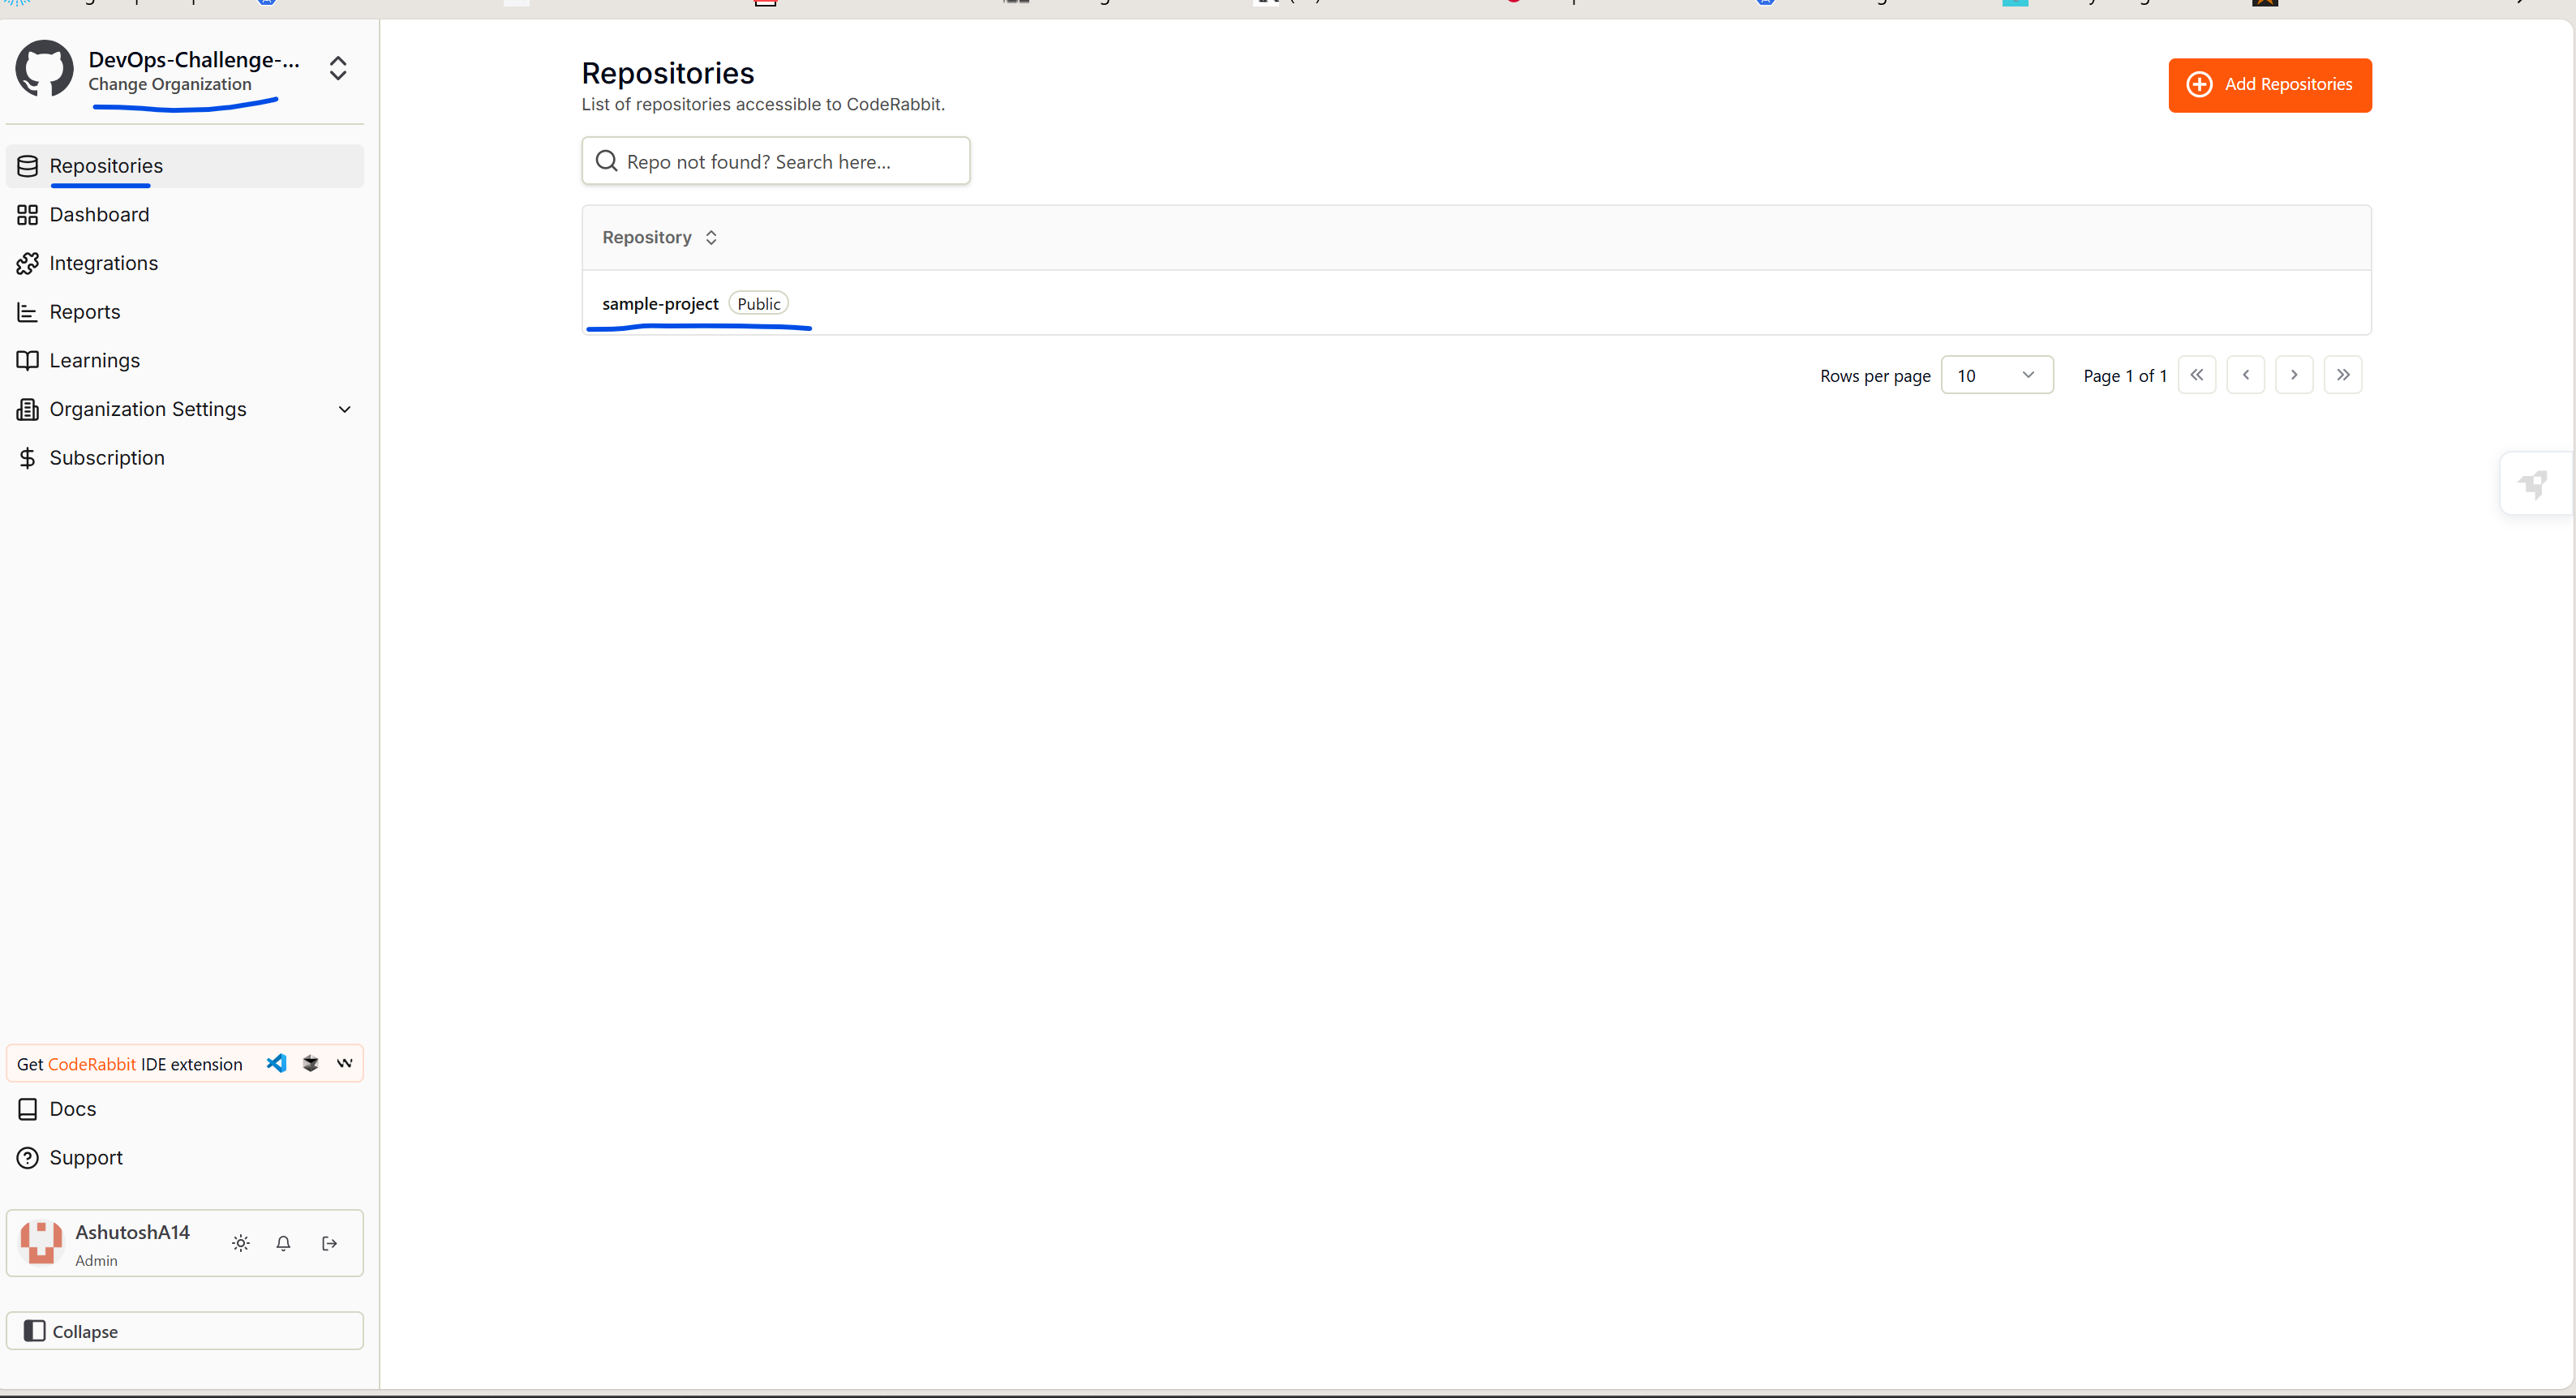 DevOps-Challenge-...
Change Organization
Repositories
Dashboard
Integrations
Reports
Learnings
Organization Settings
Subscription
Get CodeRabbit IDE extension
Docs
Support
AshutoshA14
Admin
Collapse
Repositories
List of repositories accessible to CodeRabbit.
Add Repositories
Repo not found? Search here...
Repository
sample-project Public
Rows per page 10 Page 1 of 1